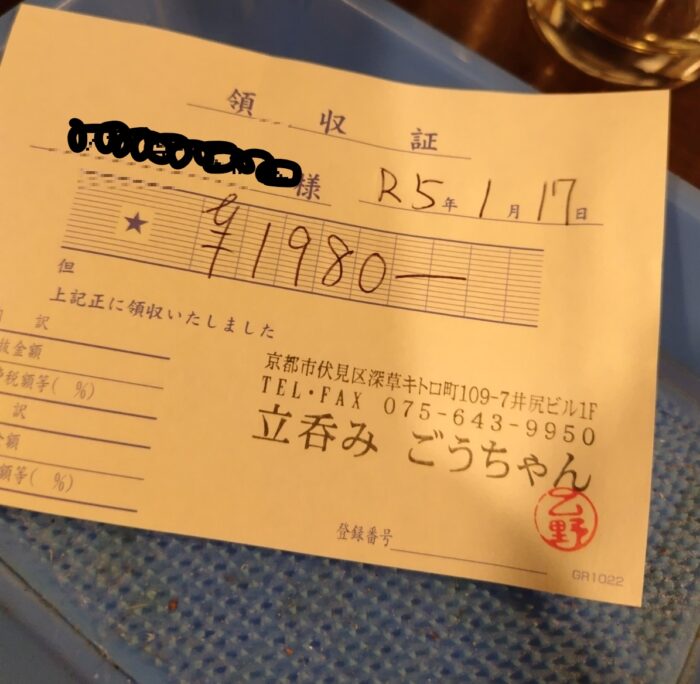 領収証
様 R5年1月17日
★ ¥1980—
但
上記正に領収いたしました
訳
抜金額
税額等( %)
訳
金額
額等( %)
京都市伏見区深草キトロ町109-7井尻ビル1F
TEL・FAX 075-643-9950
立呑み ごうちゃん
乙野
登録番号
GR1022